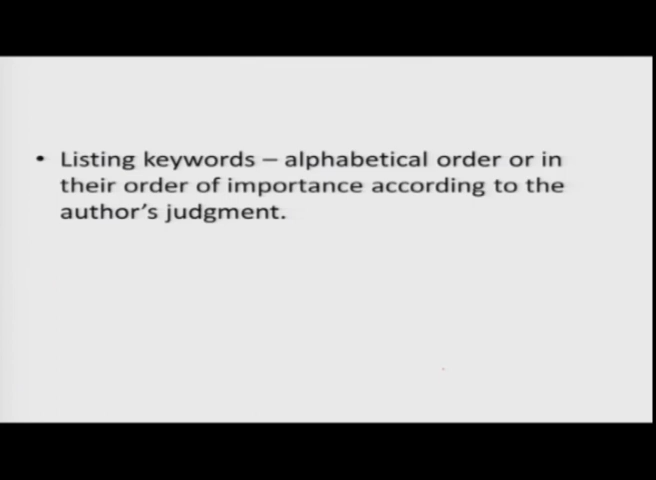 • Listing keywords – alphabetical order or in
their order of importance according to the
author’s judgment.